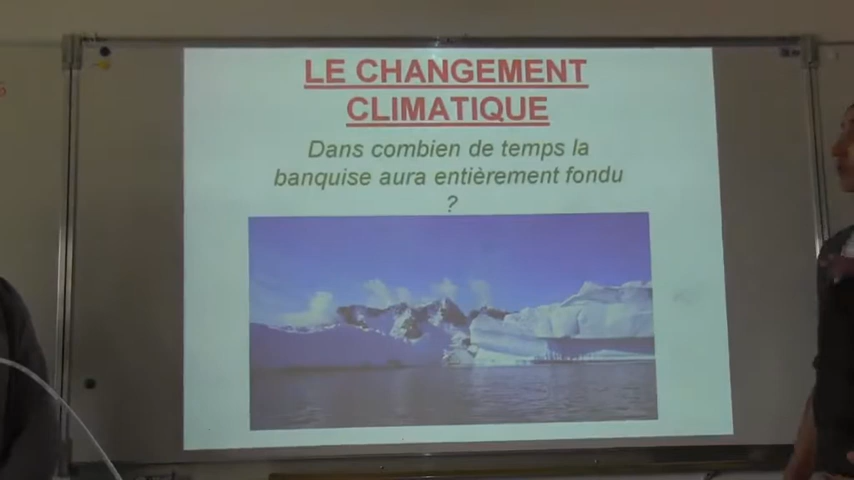 LE CHANGEMENT
CLIMATIQUE
Dans combien de temps la
banquise aura entièrement fondu
?